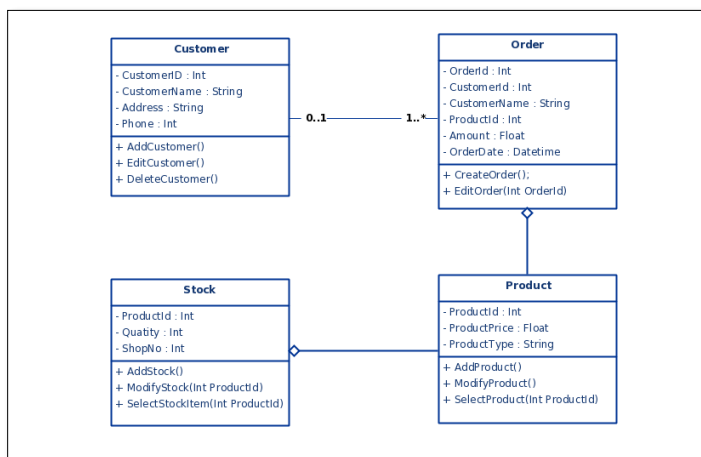 Customer
- CustomerID : Int
- CustomerName : String
- Address : String
- Phone : Int
+ AddCustomer()
+ EditCustomer()
+ DeleteCustomer()
0..1
1..*
Order
- OrderId : Int
- CustomerId : Int
- CustomerName : String
- ProductId : Int
- Amount : Float
- OrderDate : Datetime
+ CreateOrder();
+ EditOrder(Int OrderId)
Stock
- ProductId : Int
- Quatity : Int
- ShopNo : Int
+ AddStock()
+ ModifyStock(Int ProductId)
+ SelectStockItem(Int ProductId)
Product
- ProductId : Int
- ProductPrice : Float
- ProductType : String
+ AddProduct()
+ ModifyProduct()
+ SelectProduct(Int ProductId)